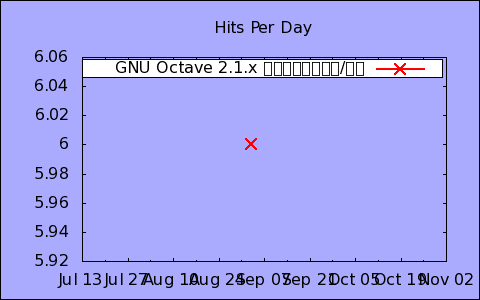 Hits Per Day
6.06
GNU Octave 2.1.x /
6.04
6.02
6
5.98
5.96
5.94
5.92
Jul 13 Jul 27 Aug 10 Aug 24 Sep 07 Sep 21 Oct 05 Oct 19 Nov 02